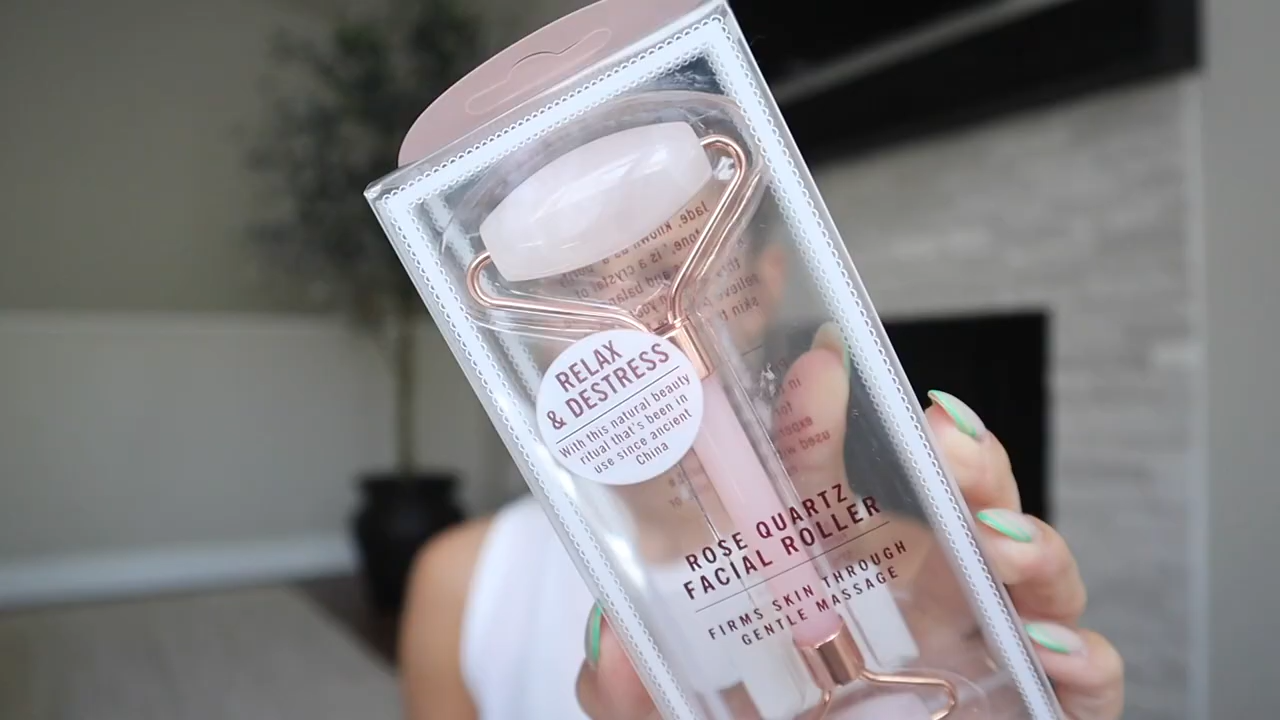 RELAX
& DESTRESS
With this natural beauty
ritual that's been in
use since ancient
China
ROSE QUARTZ
FACIAL ROLLER
FIRMS SKIN THROUGH
GENTLE MASSAGE